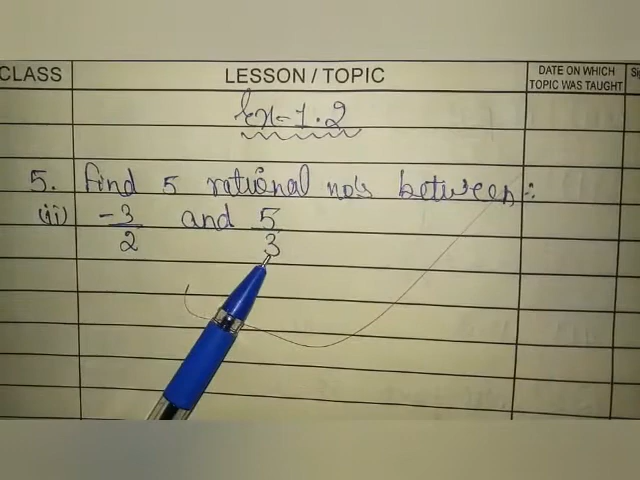 CLASS LESSON / TOPIC DATE ON WHICH TOPIC WAS TAUGHT
Ex-1.2
5. Find 5 rational no's between:
(ii) -3/2 and 5/3